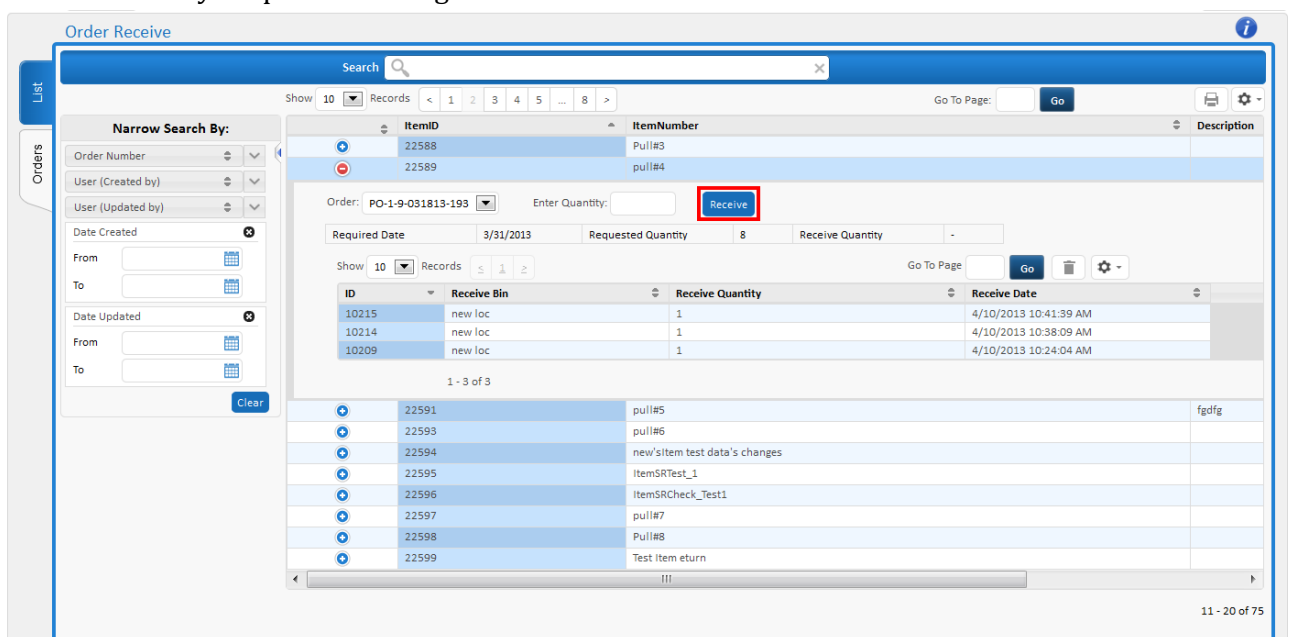 Order Receive
i
Search
List
Orders
Show 10 Records < 1 2 3 4 5 ... 8 > Go To Page: Go
Narrow Search By:
Order Number
User (Created by)
User (Updated by)
Date Created
From
To
Date Updated
From
To
Clear
ItemID ItemNumber Description
22588 Pull#3
22589 pull#4
Order: PO-1-9-031813-193 Enter Quantity: Receive
Required Date 3/31/2013 Requested Quantity 8 Receive Quantity -
Show 10 Records < 1 > Go To Page Go
ID Receive Bin Receive Quantity Receive Date
10215 new loc 1 4/10/2013 10:41:39 AM
10214 new loc 1 4/10/2013 10:38:09 AM
10209 new loc 1 4/10/2013 10:24:04 AM
1 - 3 of 3
22591 pull#5 fgdfg
22593 pull#6
22594 new'sItem test data's changes
22595 ItemSRTest_1
22596 ItemSRCheck_Test1
22597 pull#7
22598 Pull#8
22599 Test Item eturn
11 - 20 of 75